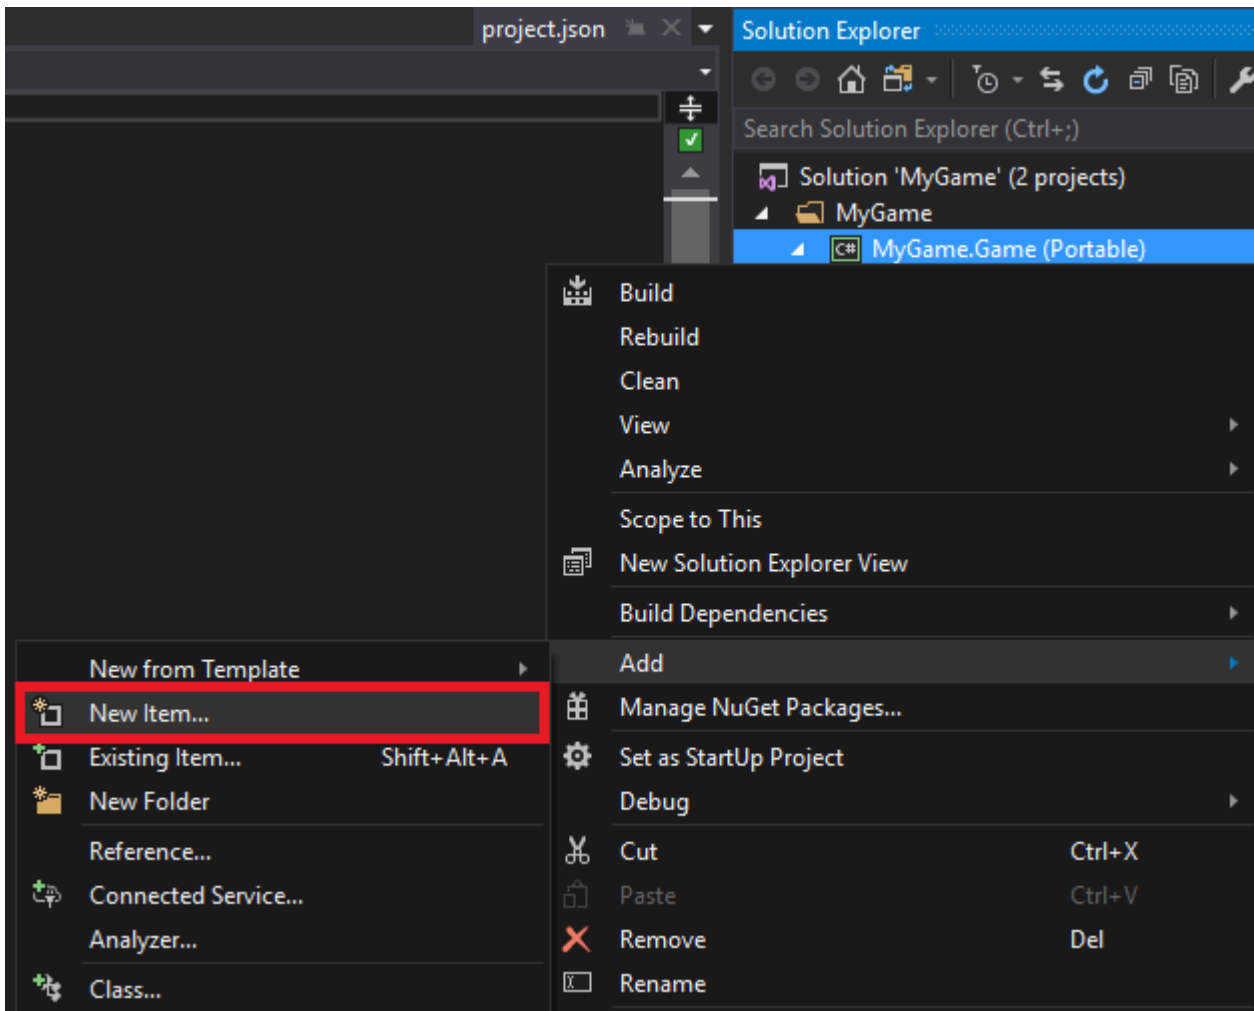 project.json
Solution Explorer
Search Solution Explorer (Ctrl+;)
Solution 'MyGame' (2 projects)
MyGame
C# MyGame.Game (Portable)
Build
Rebuild
Clean
View
Analyze
Scope to This
New Solution Explorer View
Build Dependencies
Add
Manage NuGet Packages...
Set as StartUp Project
Debug
Cut Ctrl+X
Paste Ctrl+V
Remove Del
Rename
New from Template
New Item...
Existing Item... Shift+Alt+A
New Folder
Reference...
Connected Service...
Analyzer...
Class...